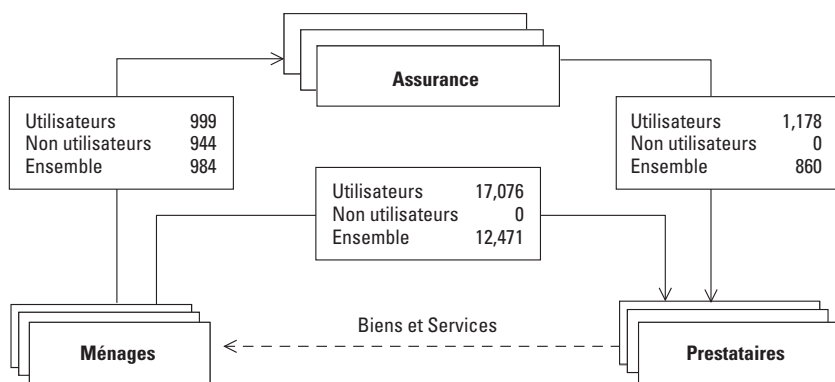 Assurance
Utilisateurs 999
Non utilisateurs 944
Ensemble 984
Utilisateurs 1,178
Non utilisateurs 0
Ensemble 860
Utilisateurs 17,076
Non utilisateurs 0
Ensemble 12,471
Biens et Services
Ménages
Prestataires